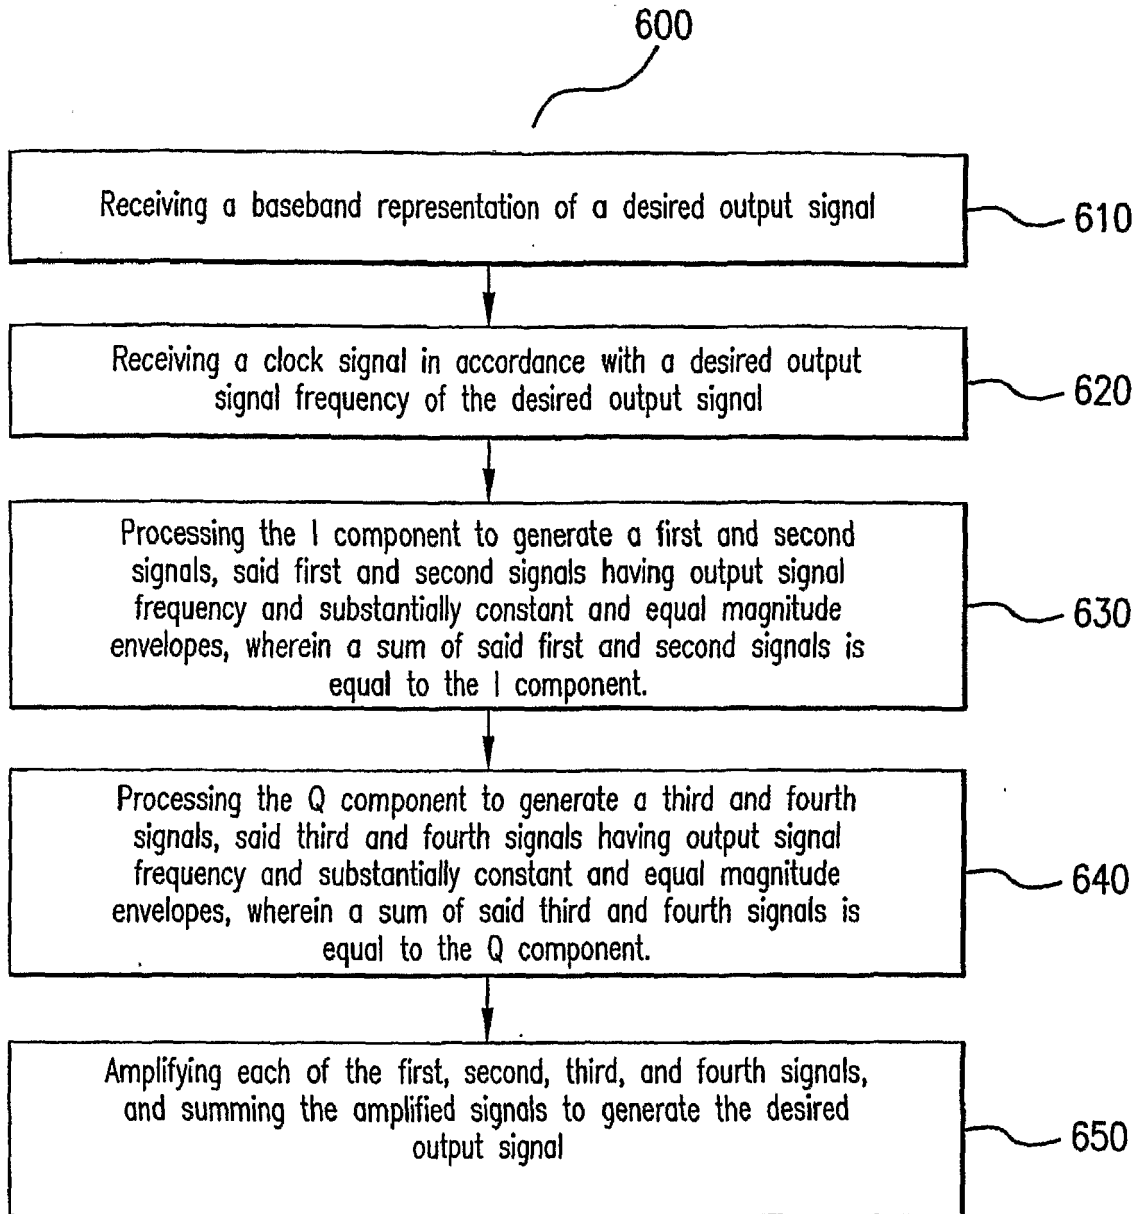 600
Receiving a baseband representation of a desired output signal
610
Receiving a clock signal in accordance with a desired output
signal frequency of the desired output signal
620
Processing the I component to generate a first and second
signals, said first and second signals having output signal
frequency and substantially constant and equal magnitude
envelopes, wherein a sum of said first and second signals is
equal to the I component.
630
Processing the Q component to generate a third and fourth
signals, said third and fourth signals having output signal
frequency and substantially constant and equal magnitude
envelopes, wherein a sum of said third and fourth signals is
equal to the Q component.
640
Amplifying each of the first, second, third, and fourth signals,
and summing the amplified signals to generate the desired
output signal
650